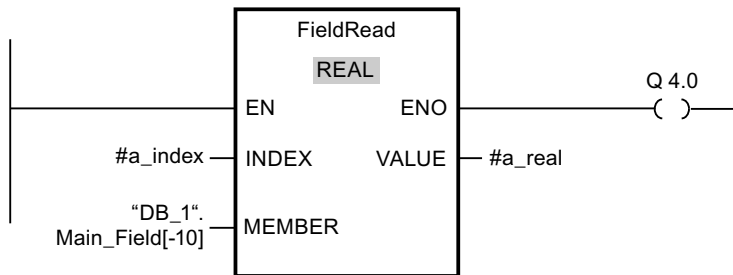 FieldRead
REAL
Q 4.0
EN
ENO
( )
#a_index
INDEX
VALUE
#a_real
“DB_1“.
Main_Field[-10]
MEMBER